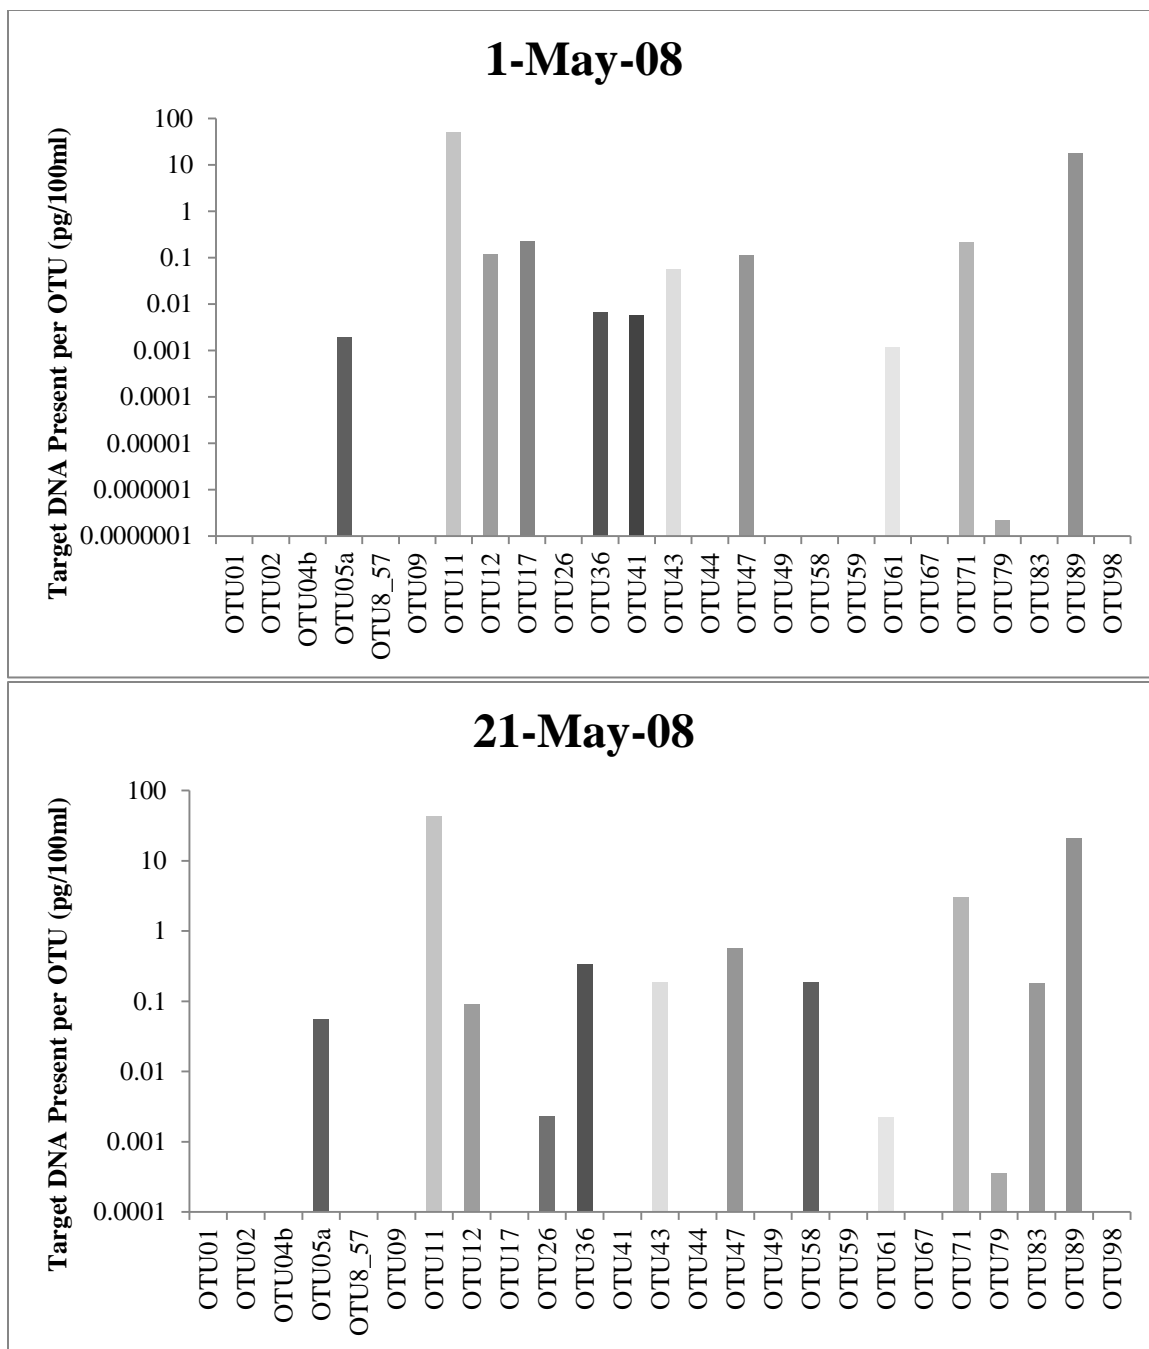 1-May-08
Target DNA Present per OTU (pg/100ml)
100
10
1
0.1
0.01
0.001
0.0001
0.00001
0.000001
0.0000001
OTU01
OTU02
OTU04b
OTU05a
OTU8_57
OTU09
OTU11
OTU12
OTU17
OTU26
OTU36
OTU41
OTU43
OTU44
OTU47
OTU49
OTU58
OTU59
OTU61
OTU67
OTU71
OTU79
OTU83
OTU89
OTU98
21-May-08
Target DNA Present per OTU (pg/100ml)
100
10
1
0.1
0.01
0.001
0.0001
OTU01
OTU02
OTU04b
OTU05a
OTU8_57
OTU09
OTU11
OTU12
OTU17
OTU26
OTU36
OTU41
OTU43
OTU44
OTU47
OTU49
OTU58
OTU59
OTU61
OTU67
OTU71
OTU79
OTU83
OTU89
OTU98